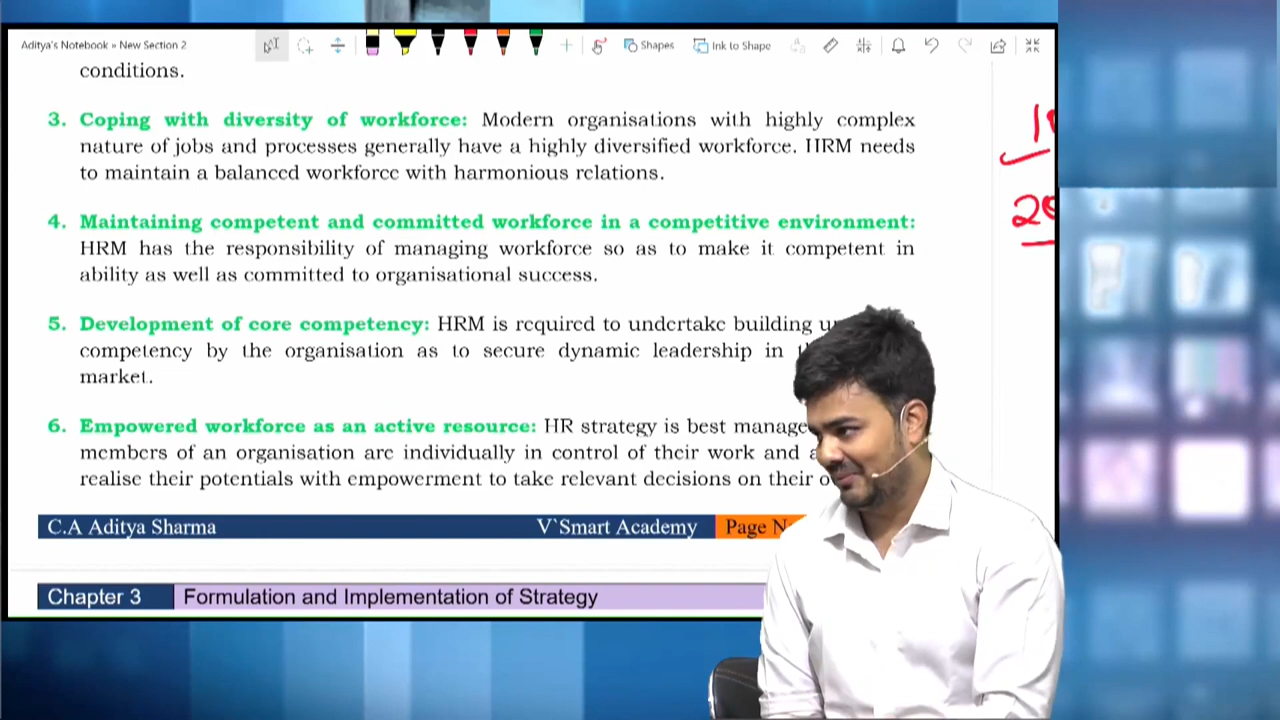 Aditya's Notebook » New Section 2
Shapes
Ink to Shape
conditions.
3. Coping with diversity of workforce: Modern organisations with highly complex
nature of jobs and processes generally have a highly diversified workforce. HRM needs
to maintain a balanced workforce with harmonious relations.
4. Maintaining competent and committed workforce in a competitive environment:
HRM has the responsibility of managing workforce so as to make it competent in
ability as well as committed to organisational success.
5. Development of core competency: HRM is required to undertake building
competency by the organisation as to secure dynamic leadership in
market.
6. Empowered workforce as an active resource: HR strategy is best
members of an organisation are individually in control of their work and
realise their potentials with empowerment to take relevant decisions on their
C.A Aditya Sharma
V`Smart Academy
Page
Chapter 3
Formulation and Implementation of Strategy